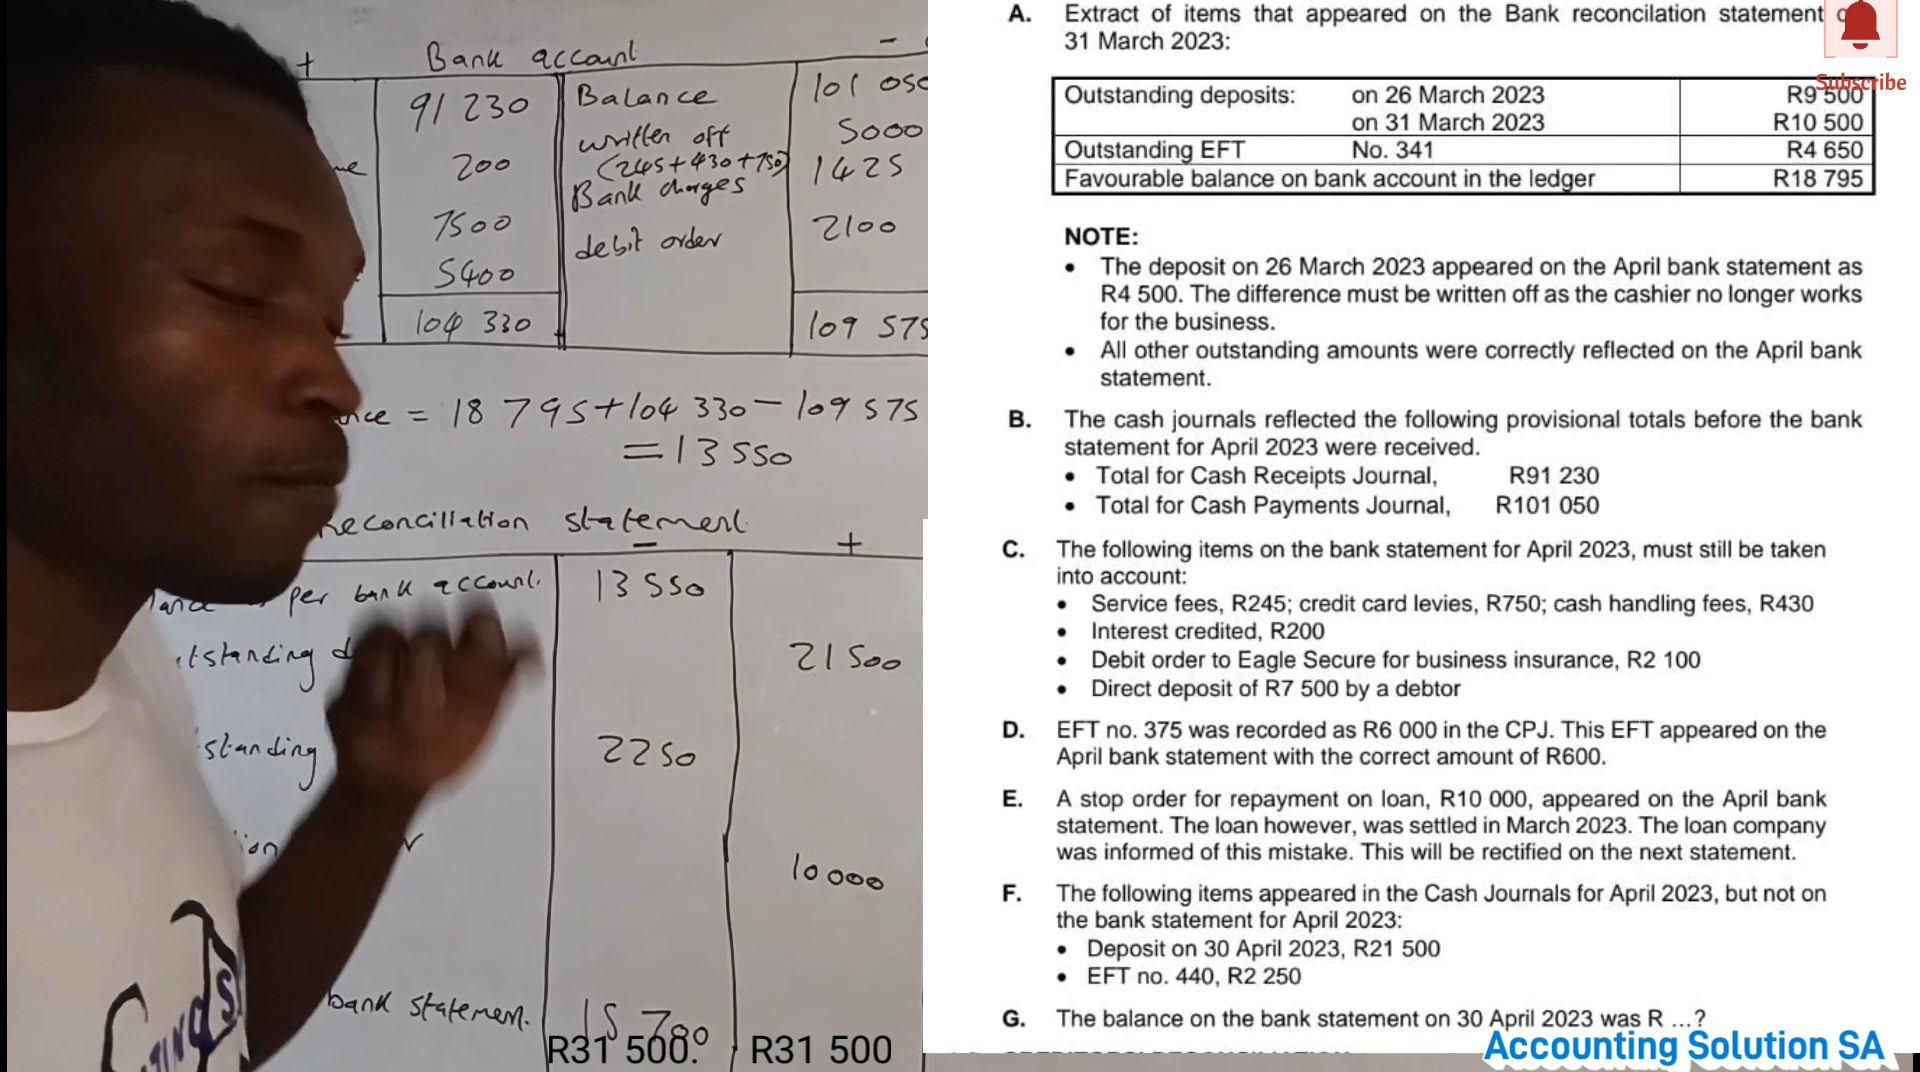 + Bank account -
91 230 Balance 101 050
written off 5000
200 (245+430+750) 1425
Bank charges
7500 debit order 2100
5400
104 330 109 575
= 18 795+104 330- 109 575
= 13 550
Reconcillation statement
- +
per bank account. 13 550
21 500
2250
10 000
bank statement. 15 700
R31 500. R31 500
A. Extract of items that appeared on the Bank reconcilation statement
31 March 2023:
Subscribe
Outstanding deposits: on 26 March 2023 R9 500
on 31 March 2023 R10 500
Outstanding EFT No. 341 R4 650
Favourable balance on bank account in the ledger R18 795
NOTE:
• The deposit on 26 March 2023 appeared on the April bank statement as
R4 500. The difference must be written off as the cashier no longer works
for the business.
• All other outstanding amounts were correctly reflected on the April bank
statement.
B. The cash journals reflected the following provisional totals before the bank
statement for April 2023 were received.
• Total for Cash Receipts Journal, R91 230
• Total for Cash Payments Journal, R101 050
C. The following items on the bank statement for April 2023, must still be taken
into account:
• Service fees, R245; credit card levies, R750; cash handling fees, R430
• Interest credited, R200
• Debit order to Eagle Secure for business insurance, R2 100
• Direct deposit of R7 500 by a debtor
D. EFT no. 375 was recorded as R6 000 in the CPJ. This EFT appeared on the
April bank statement with the correct amount of R600.
E. A stop order for repayment on loan, R10 000, appeared on the April bank
statement. The loan however, was settled in March 2023. The loan company
was informed of this mistake. This will be rectified on the next statement.
F. The following items appeared in the Cash Journals for April 2023, but not on
the bank statement for April 2023:
• Deposit on 30 April 2023, R21 500
• EFT no. 440, R2 250
G. The balance on the bank statement on 30 April 2023 was R ...?
Accounting Solution SA